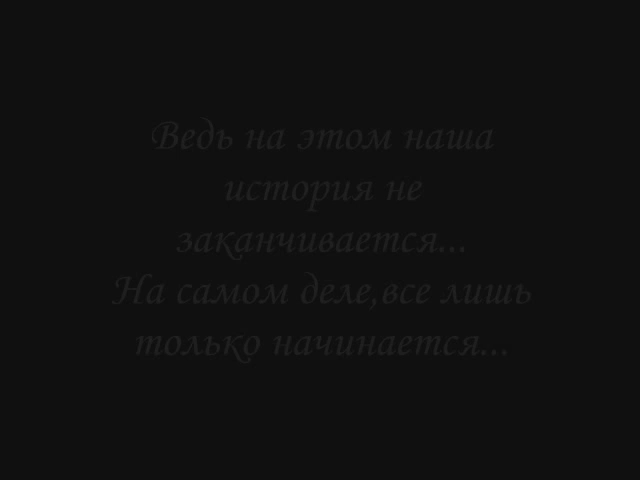 Ведь на этом наша
история не
заканчивается...
На самом деле,все лишь
только начинается...